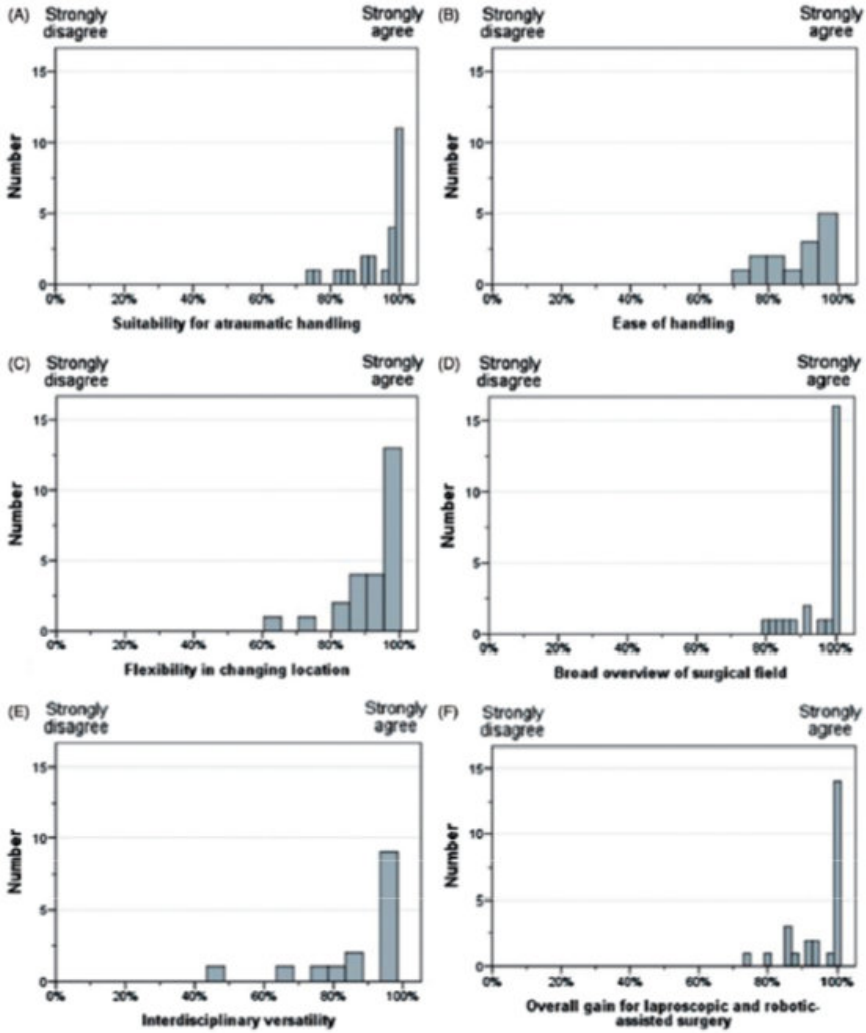 (A) Strongly disagree Strongly agree
Number
15
10
5
0
0% 20% 40% 60% 80% 100%
Suitability for atraumatic handling
(B) Strongly disagree Strongly agree
Number
15
10
5
0
0% 20% 40% 60% 80% 100%
Ease of handling
(C) Strongly disagree Strongly agree
Number
15
10
5
0
0% 20% 40% 60% 80% 100%
Flexibility in changing location
(D) Strongly disagree Strongly agree
Number
15
10
5
0
0% 20% 40% 60% 80% 100%
Broad overview of surgical field
(E) Strongly disagree Strongly agree
Number
15
10
5
0
0% 20% 40% 60% 80% 100%
Interdisciplinary versatility
(F) Strongly disagree Strongly agree
Number
15
10
5
0
0% 20% 40% 60% 80% 100%
Overall gain for laproscopic and robotic-
assisted surgery